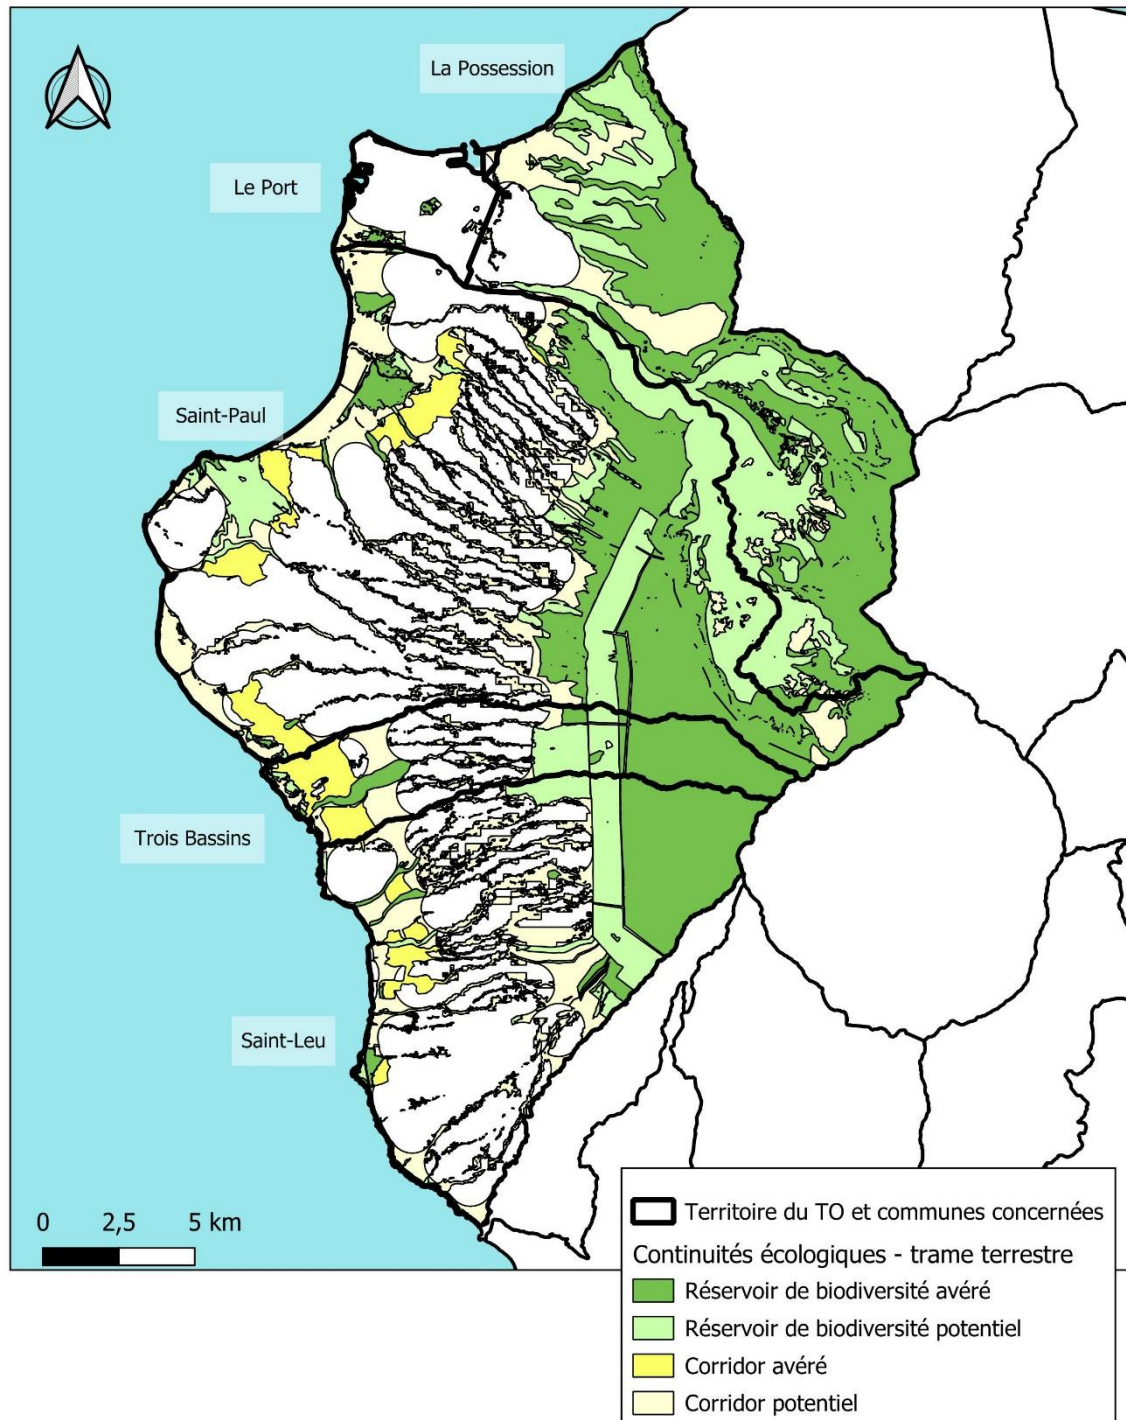 La Possession
Le Port
Saint-Paul
Trois Bassins
Saint-Leu
0 2,5 5 km
Territoire du TO et communes concernées
Continuités écologiques - trame terrestre
Réservoir de biodiversité avéré
Réservoir de biodiversité potentiel
Corridor avéré
Corridor potentiel